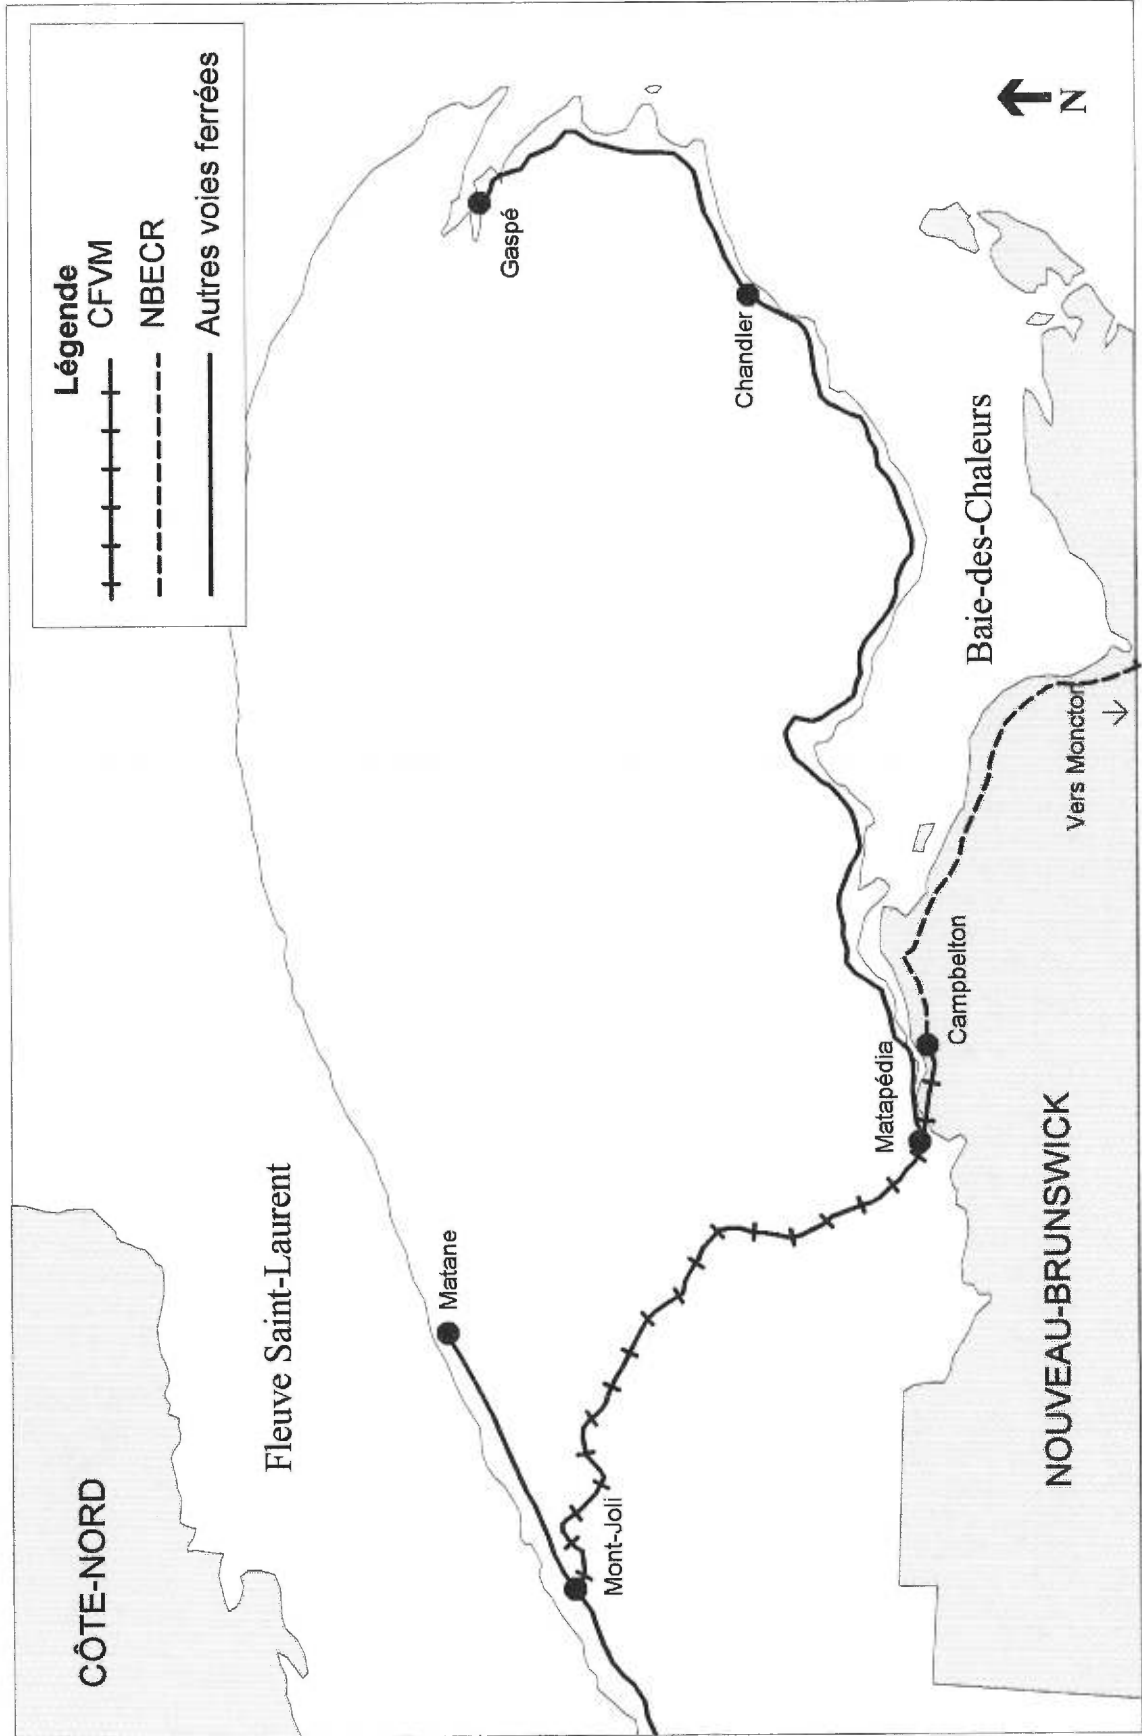 Légende
CFVM
NBECR
Autres voies ferrées
CÔTE-NORD
Fleuve Saint-Laurent
Matane
Mont-Joli
Gaspé
Chandler
Baie-des-Chaleurs
Matapédia
Campbelton
Vers Moncton
NOUVEAU-BRUNSWICK
N